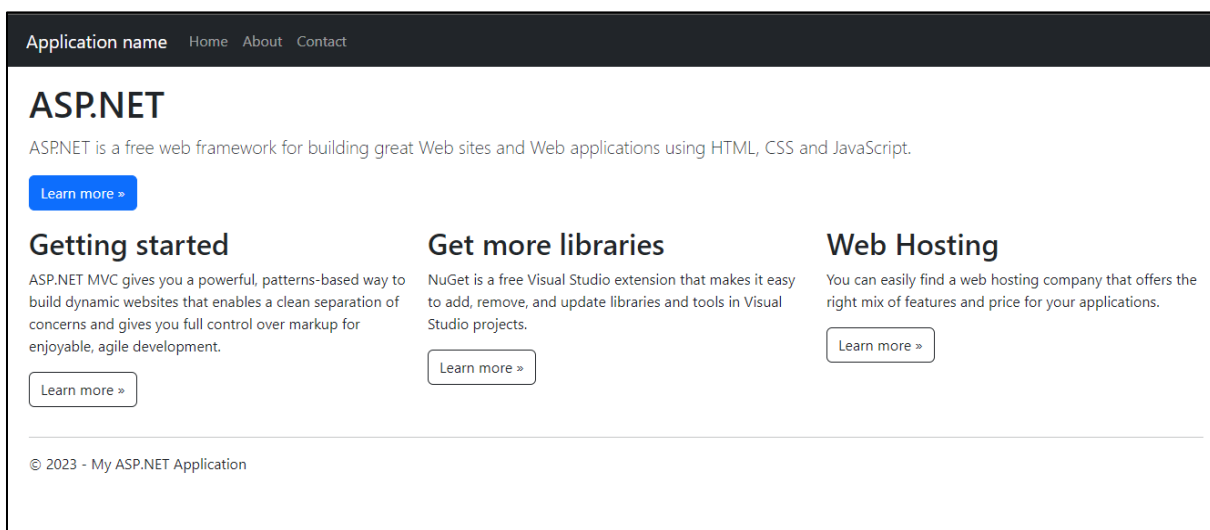 Application name Home About Contact
ASP.NET
ASP.NET is a free web framework for building great Web sites and Web applications using HTML, CSS and JavaScript.
Learn more »
Getting started
ASP.NET MVC gives you a powerful, patterns-based way to
build dynamic websites that enables a clean separation of
concerns and gives you full control over markup for
enjoyable, agile development.
Learn more »
Get more libraries
NuGet is a free Visual Studio extension that makes it easy
to add, remove, and update libraries and tools in Visual
Studio projects.
Learn more »
Web Hosting
You can easily find a web hosting company that offers the
right mix of features and price for your applications.
Learn more »
© 2023 - My ASP.NET Application